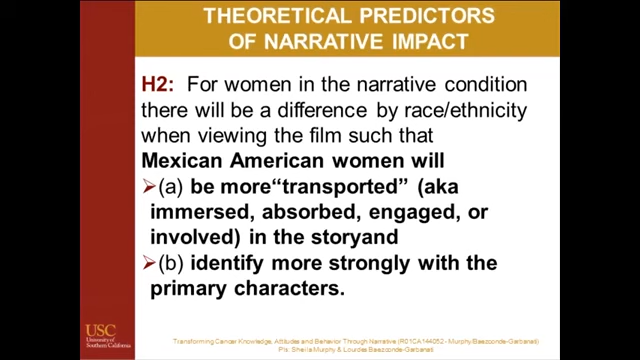 THEORETICAL PREDICTORS
OF NARRATIVE IMPACT
H2: For women in the narrative condition
there will be a difference by race/ethnicity
when viewing the film such that
Mexican American women will
➢(a) be more“transported” (aka
immersed, absorbed, engaged, or
involved) in the storyand
➢(b) identify more strongly with the
primary characters.
USC
University of
Southern California
Transforming Cancer Knowledge, Attitudes and Behavior Through Narrative (R01CA144052 - Murphy/Baezconde-Garbanati)
PIs: Sheila Murphy & Lourdes Baezconde-Garbanati